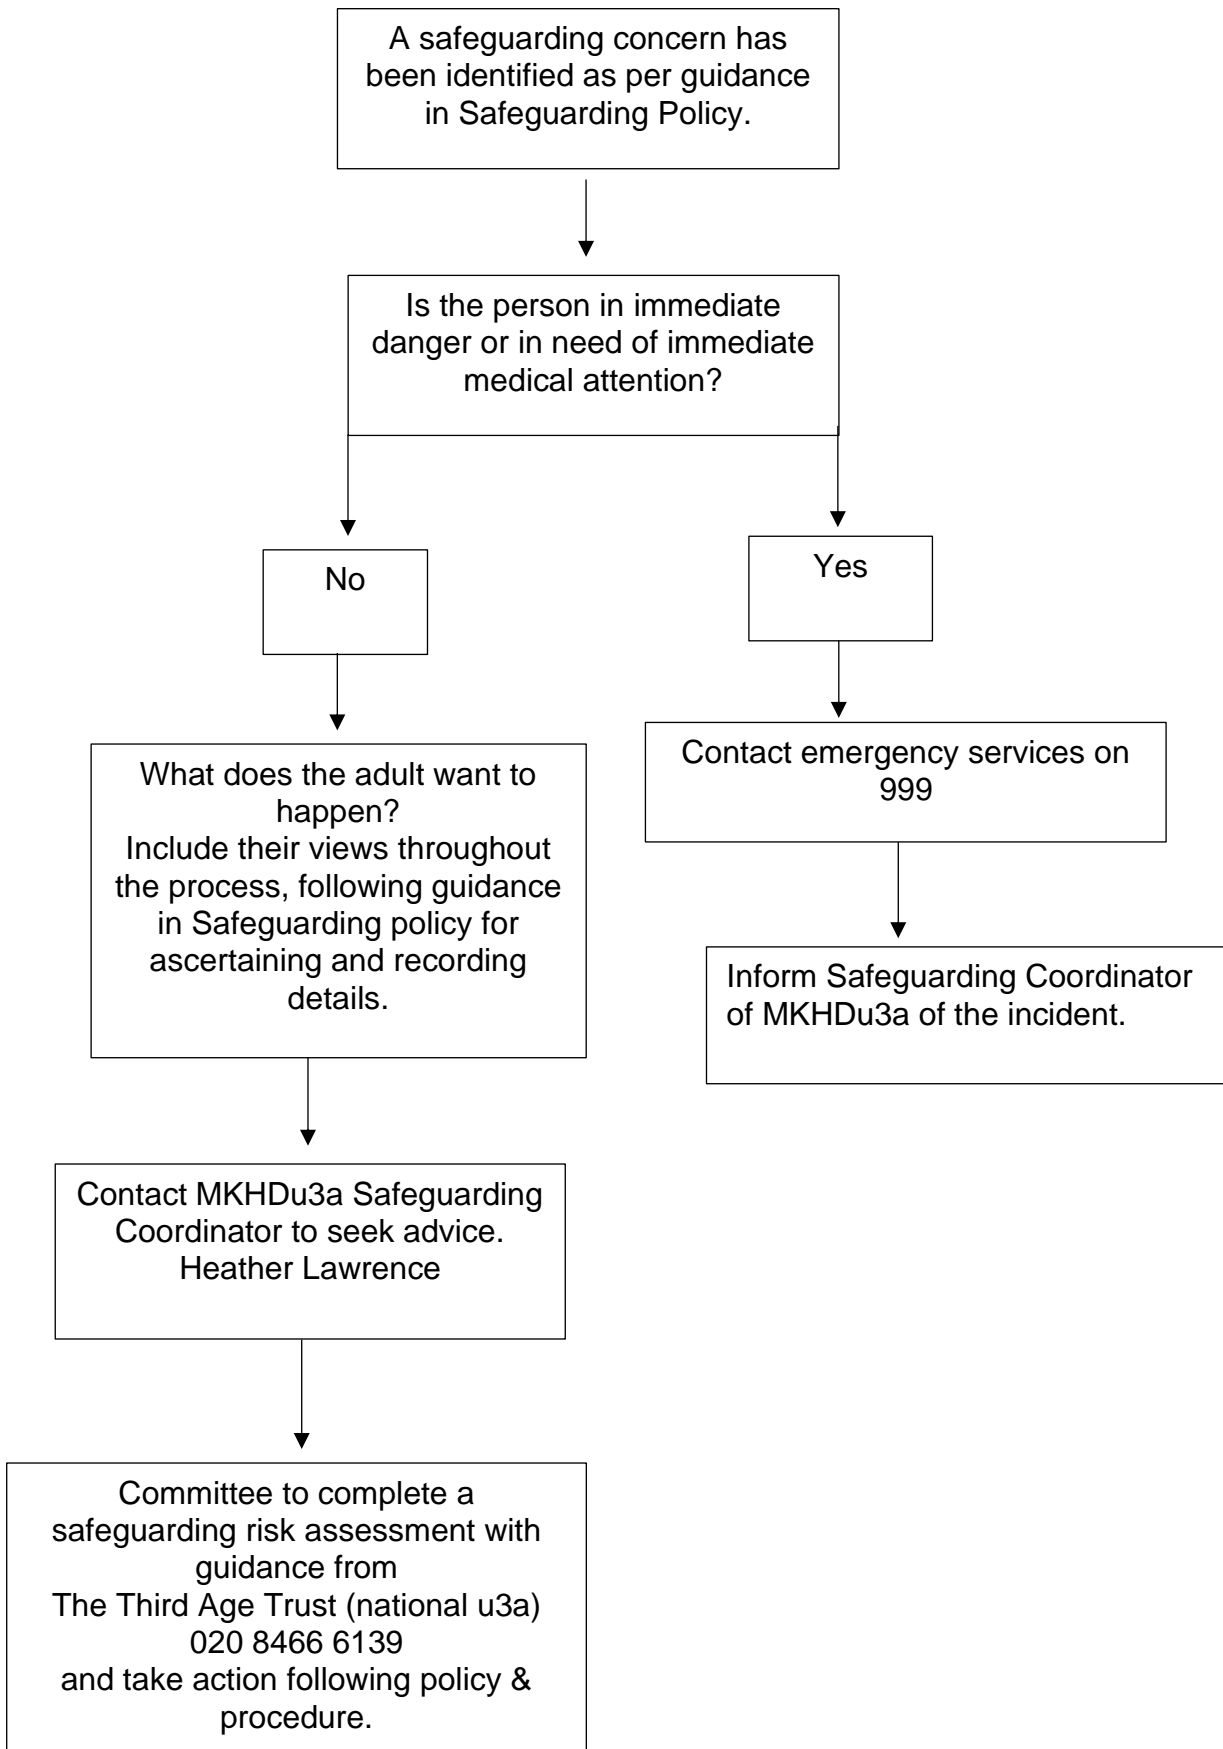 A safeguarding concern has
been identified as per guidance
in Safeguarding Policy.
Is the person in immediate
danger or in need of immediate
medical attention?
No
Yes
What does the adult want to
happen?
Include their views throughout
the process, following guidance
in Safeguarding policy for
ascertaining and recording
details.
Contact emergency services on
999
Inform Safeguarding Coordinator
of MKHDu3a of the incident.
Contact MKHDu3a Safeguarding
Coordinator to seek advice.
Heather Lawrence
Committee to complete a
safeguarding risk assessment with
guidance from
The Third Age Trust (national u3a)
020 8466 6139
and take action following policy &
procedure.